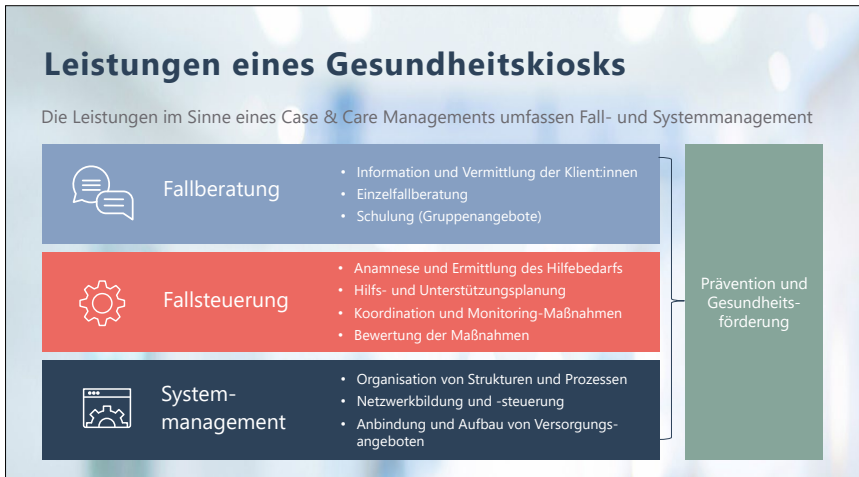 Leistungen eines Gesundheitskiosks
Die Leistungen im Sinne eines Case & Care Managements umfassen Fall- und Systemmanagement
Fallberatung
• Information und Vermittlung der Klient:innen
• Einzelfallberatung
• Schulung (Gruppenangebote)
Fallsteuerung
• Anamnese und Ermittlung des Hilfebedarfs
• Hilfs- und Unterstützungsplanung
• Koordination und Monitoring-Maßnahmen
• Bewertung der Maßnahmen
System-
management
• Organisation von Strukturen und Prozessen
• Netzwerkbildung und -steuerung
• Anbindung und Aufbau von Versorgungs-
angeboten
Prävention und
Gesundheits-
förderung